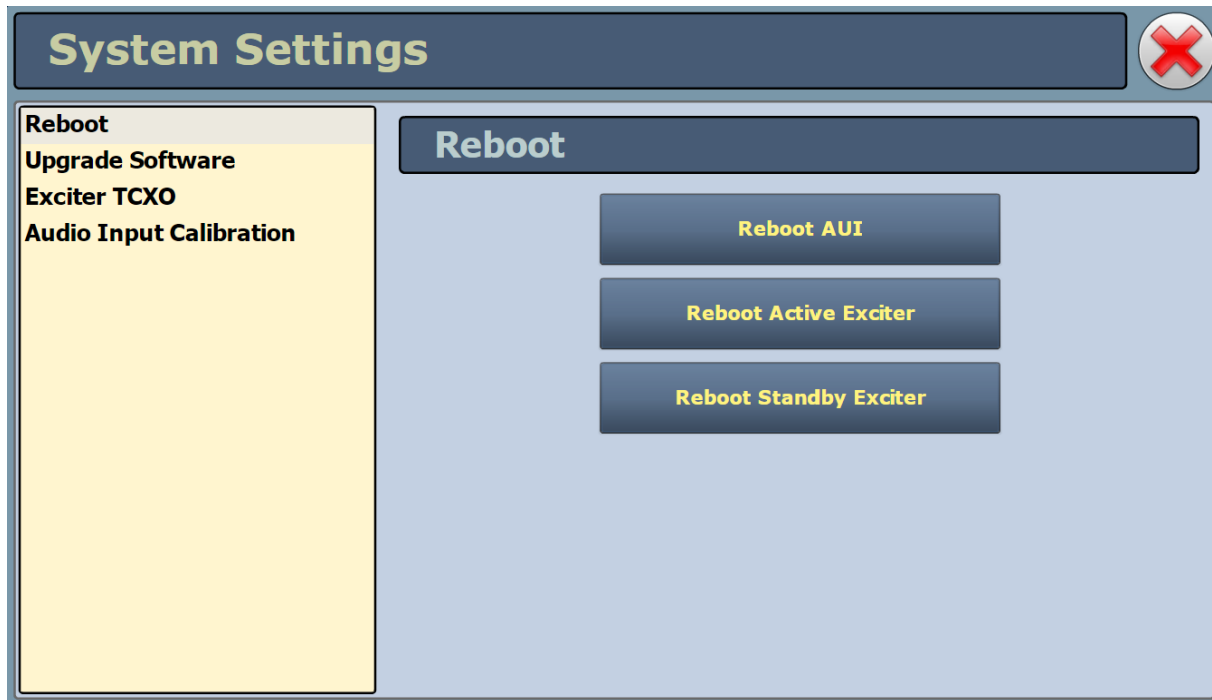 System Settings
Reboot
Upgrade Software
Exciter TCXO
Audio Input Calibration
Reboot
Reboot AUI
Reboot Active Exciter
Reboot Standby Exciter